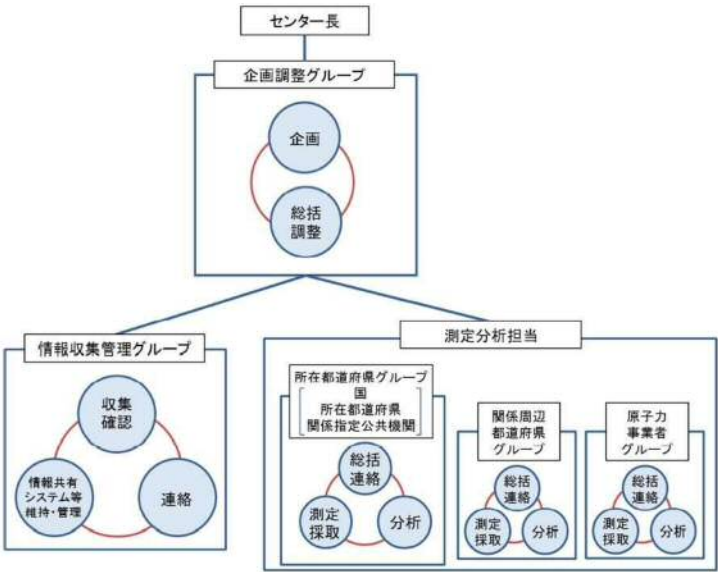 センター長
企画調整グループ
企画
総括
調整
情報収集管理グループ
収集
確認
情報共有
システム等
維持・管理
連絡
測定分析担当
所在都道府県グループ
国
所在都道府県
関係指定公共機関
総括
連絡
測定
採取
分析
関係周辺
都道府県
グループ
総括
連絡
測定
採取
分析
原子力
事業者
グループ
総括
連絡
測定
採取
分析